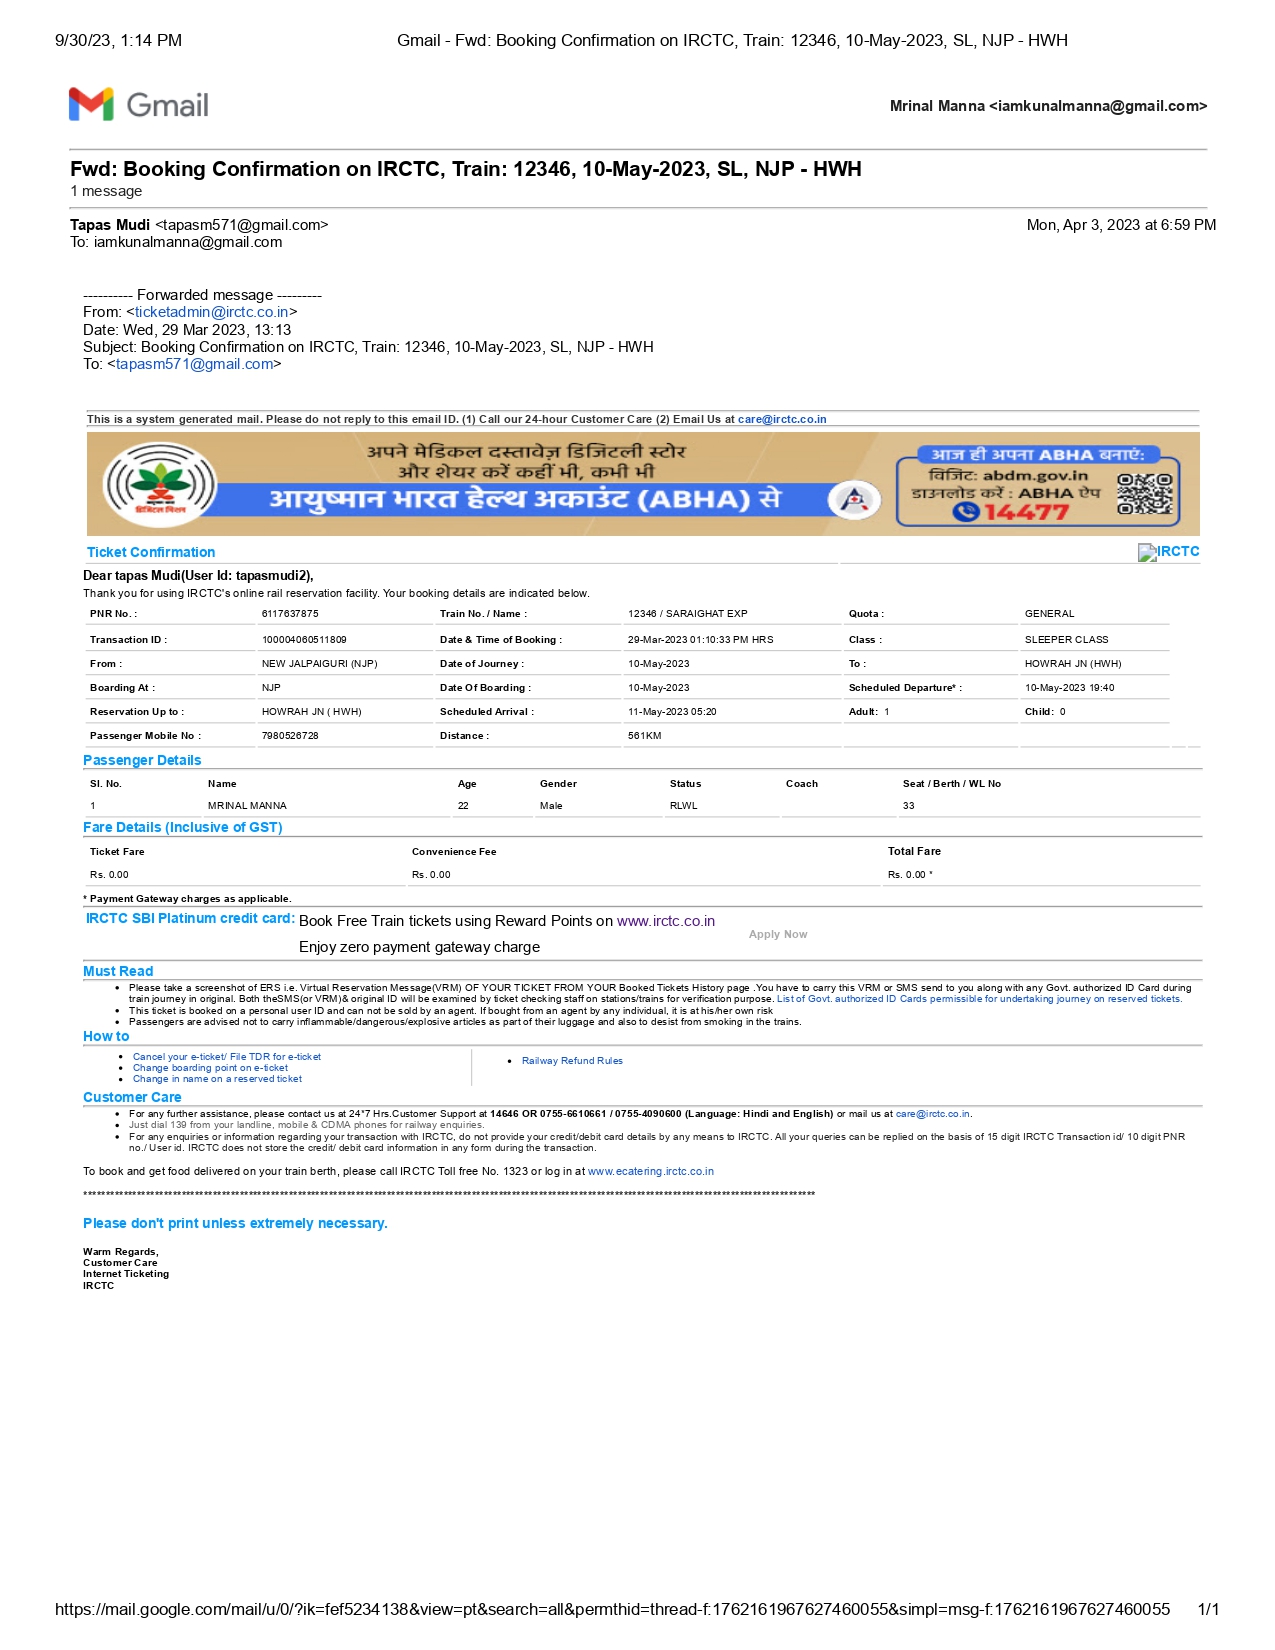 9/30/23, 1:14 PM Gmail - Fwd: Booking Confirmation on IRCTC, Train: 12346, 10-May-2023, SL, NJP - HWH
Gmail Mrinal Manna <iamkunalmanna@gmail.com>
Fwd: Booking Confirmation on IRCTC, Train: 12346, 10-May-2023, SL, NJP - HWH
1 message
Tapas Mudi <tapasm571@gmail.com> Mon, Apr 3, 2023 at 6:59 PM
To: iamkunalmanna@gmail.com
---------- Forwarded message ---------
From: <ticketadmin@irctc.co.in>
Date: Wed, 29 Mar 2023, 13:13
Subject: Booking Confirmation on IRCTC, Train: 12346, 10-May-2023, SL, NJP - HWH
To: <tapasm571@gmail.com>
This is a system generated mail. Please do not reply to this email ID. (1) Call our 24-hour Customer Care (2) Email Us at care@irctc.co.in
अपने मेडिकल दस्तावेज़ डिजिटली स्टोर
और शेयर करें कहीं भी, कभी भी
आयुष्मान भारत हेल्थ अकाउंट (ABHA) से
आज ही अपना ABHA बनाएं:
विजिट: abdm.gov.in
डाउनलोड करें : ABHA ऐप
14477
Ticket Confirmation IRCTC
Dear tapas Mudi(User Id: tapasmudi2),
Thank you for using IRCTC's online rail reservation facility. Your booking details are indicated below.
PNR No. : 6117637875 Train No. / Name : 12346 / SARAIGHAT EXP Quota : GENERAL
Transaction ID : 100004060511809 Date & Time of Booking : 29-Mar-2023 01:10:33 PM HRS Class : SLEEPER CLASS
From : NEW JALPAIGURI (NJP) Date of Journey : 10-May-2023 To : HOWRAH JN (HWH)
Boarding At : NJP Date Of Boarding : 10-May-2023 Scheduled Departure* : 10-May-2023 19:40
Reservation Up to : HOWRAH JN ( HWH) Scheduled Arrival : 11-May-2023 05:20 Adult: 1 Child: 0
Passenger Mobile No : 7980526728 Distance : 561KM
Passenger Details
Sl. No. Name Age Gender Status Coach Seat / Berth / WL No
1 MRINAL MANNA 22 Male RLWL 33
Fare Details (Inclusive of GST)
Ticket Fare Convenience Fee Total Fare
Rs. 0.00 Rs. 0.00 Rs. 0.00 *
* Payment Gateway charges as applicable.
IRCTC SBI Platinum credit card: Book Free Train tickets using Reward Points on www.irctc.co.in
Apply Now
Enjoy zero payment gateway charge
Must Read
• Please take a screenshot of ERS i.e. Virtual Reservation Message(VRM) OF YOUR TICKET FROM YOUR Booked Tickets History page .You have to carry this VRM or SMS send to you along with any Govt. authorized ID Card during
train journey in original. Both theSMS(or VRM)& original ID will be examined by ticket checking staff on stations/trains for verification purpose. List of Govt. authorized ID Cards permissible for undertaking journey on reserved tickets.
• This ticket is booked on a personal user ID and can not be sold by an agent. If bought from an agent by any individual, it is at his/her own risk
• Passengers are advised not to carry inflammable/dangerous/explosive articles as part of their luggage and also to desist from smoking in the trains.
How to
• Cancel your e-ticket/ File TDR for e-ticket
• Change boarding point on e-ticket
• Change in name on a reserved ticket
• Railway Refund Rules
Customer Care
• For any further assistance, please contact us at 24*7 Hrs.Customer Support at 14646 OR 0755-6610661 / 0755-4090600 (Language: Hindi and English) or mail us at care@irctc.co.in.
• Just dial 139 from your landline, mobile & CDMA phones for railway enquiries.
• For any enquiries or information regarding your transaction with IRCTC, do not provide your credit/debit card details by any means to IRCTC. All your queries can be replied on the basis of 15 digit IRCTC Transaction id/ 10 digit PNR
no./ User id. IRCTC does not store the credit/ debit card information in any form during the transaction.
To book and get food delivered on your train berth, please call IRCTC Toll free No. 1323 or log in at www.ecatering.irctc.co.in
Please don't print unless extremely necessary.
Warm Regards,
Customer Care
Internet Ticketing
IRCTC
https://mail.google.com/mail/u/0/?ik=fef5234138&view=pt&search=all&permthid=thread-f:1762161967627460055&simpl=msg-f:1762161967627460055 1/1